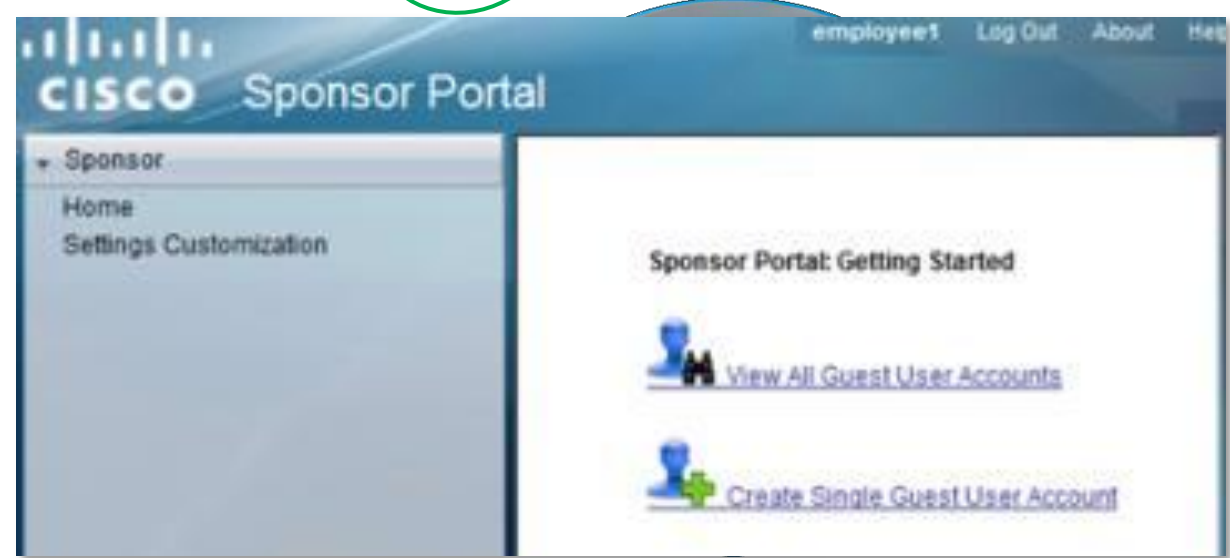 employee1 Log Out About Help
CISCO Sponsor Portal
Sponsor
Home
Settings Customization
Sponsor Portal: Getting Started
View All Guest User Accounts
Create Single Guest User Account